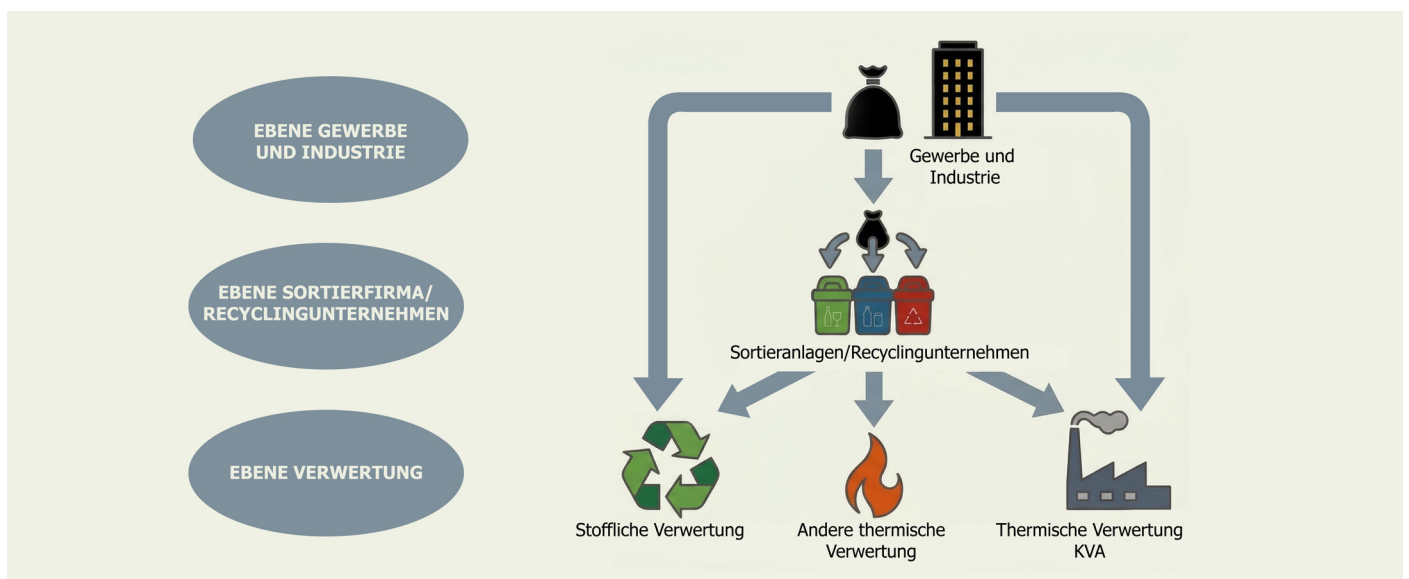 EBENE GEWERBE
UND INDUSTRIE
Gewerbe und
Industrie
EBENE SORTIERFIRMA/
RECYCLINGUNTERNEHMEN
Sortieranlagen/Recyclingunternehmen
EBENE VERWERTUNG
Stoffliche Verwertung
Andere thermische
Verwertung
Thermische Verwertung
KVA